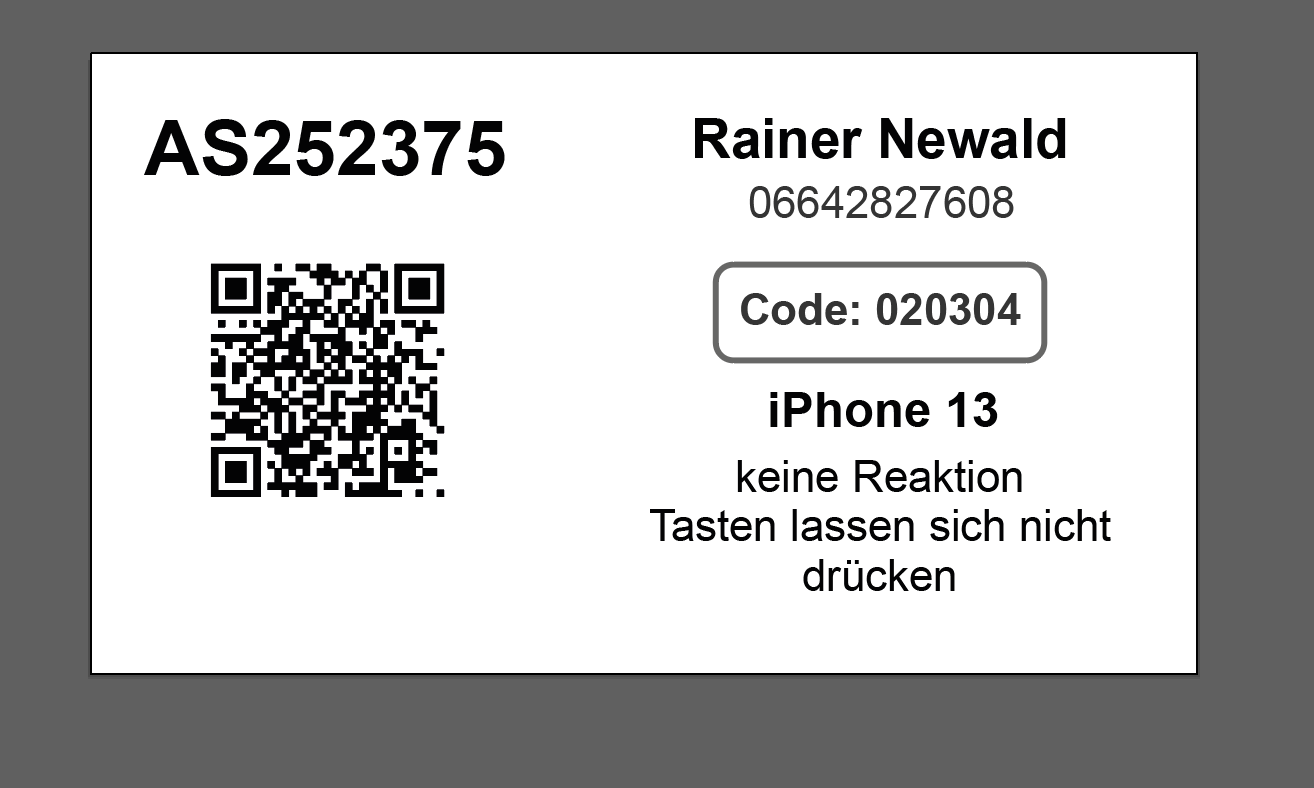 AS252375
Rainer Newald
06642827608
Code: 020304
iPhone 13
keine Reaktion
Tasten lassen sich nicht
drücken